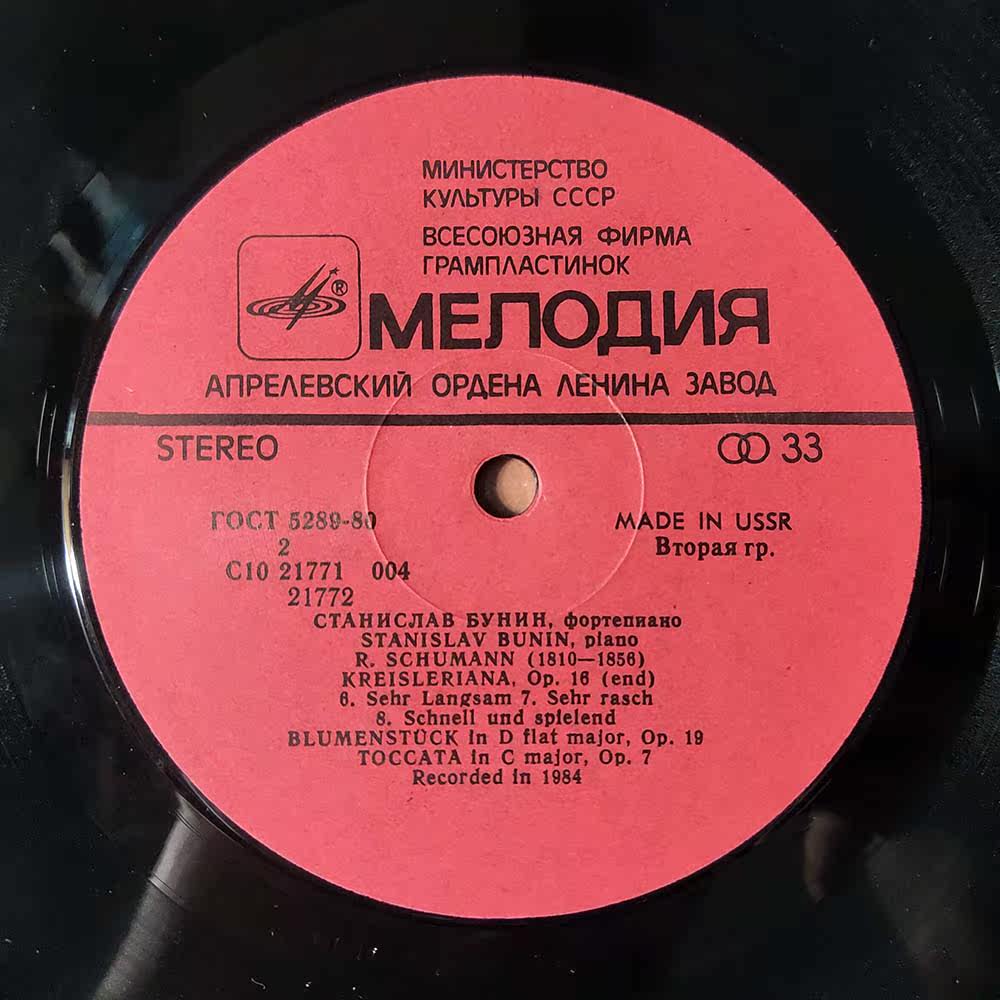 МИНИСТЕРСТВО
КУЛЬТУРЫ СССР
ВСЕСОЮЗНАЯ ФИРМА
ГРАМПЛАСТИНОК
®
МЕЛОДИЯ
АПРЕЛЕВСКИЙ ОРДЕНА ЛЕНИНА ЗАВОД
STEREO
33
ГОСТ 5289-80
MADE IN USSR
2
Вторая гр.
С10 21771 004
21772
СТАНИСЛАВ БУНИН, фортепиано
STANISLAV BUNIN, piano
R. SCHUMANN (1810—1856)
KREISLERIANA, Op. 16 (end)
6. Sehr Langsam 7. Sehr rasch
8. Schnell und spielend
BLUMENSTÜCK in D flat major, Op. 19
TOCCATA in C major, Op. 7
Recorded in 1984